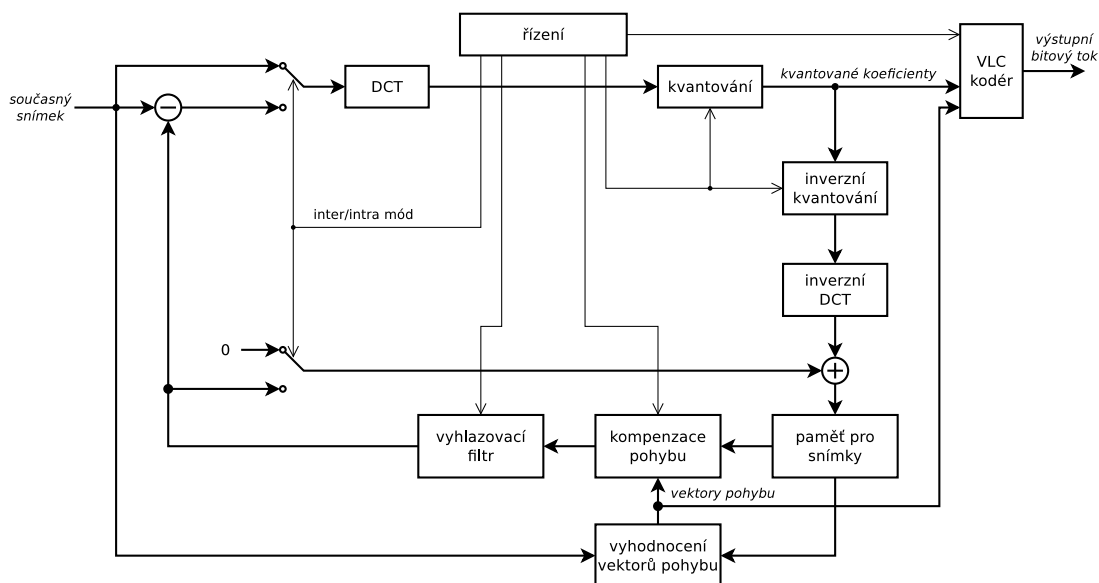 řízení
VLC
kodér
výstupní
bitový tok
současný
snímek
DCT
kvantování
kvantované koeficienty
inverzní
kvantování
inter/intra mód
inverzní
DCT
0
vyhlazovací
filtr
kompenzace
pohybu
paměť pro
snímky
vektory pohybu
vyhodnocení
vektorů pohybu